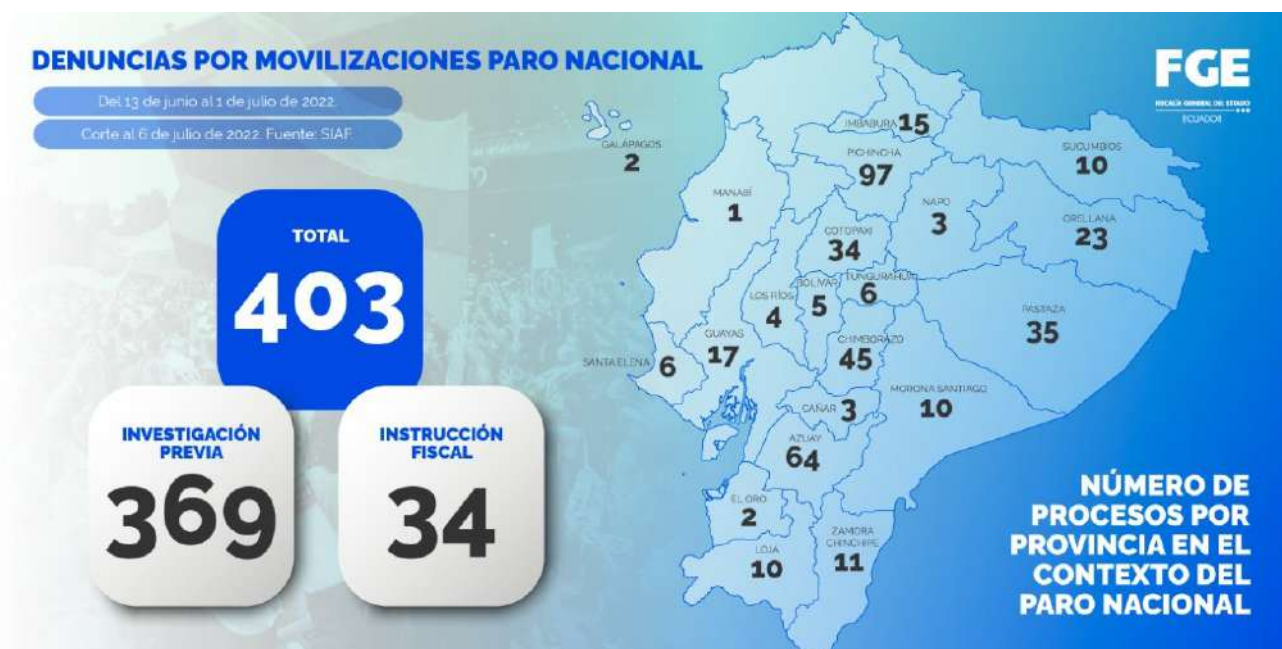 DENUNCIAS POR MOVILIZACIONES PARO NACIONAL
Del 13 de junio al 1 de julio de 2022.
Corte al 6 de julio de 2022. Fuente: SIAF.
FGE
FISCALÍA GENERAL DEL ESTADO
ECUADOR
TOTAL
403
INVESTIGACIÓN
PREVIA
369
INSTRUCCIÓN
FISCAL
34
GALÁPAGOS
2
IMBABURA 15
PICHINCHA
97
SUCUMBIOS
10
MANABÍ
1
NAPO
3
ORELLANA
23
COTOPAXI
34
TUNGURAHUA
6
BOLIVAR
5
LOS RÍOS
4
PASTAZA
35
GUAYAS
17
SANTA ELENA 6
CHIMBORAZO
45
MORONA SANTIAGO
10
CAÑAR 3
AZUAY
64
EL ORO
2
LOJA
10
ZAMORA
CHINCHIPE
11
NÚMERO DE
PROCESOS POR
PROVINCIA EN EL
CONTEXTO DEL
PARO NACIONAL